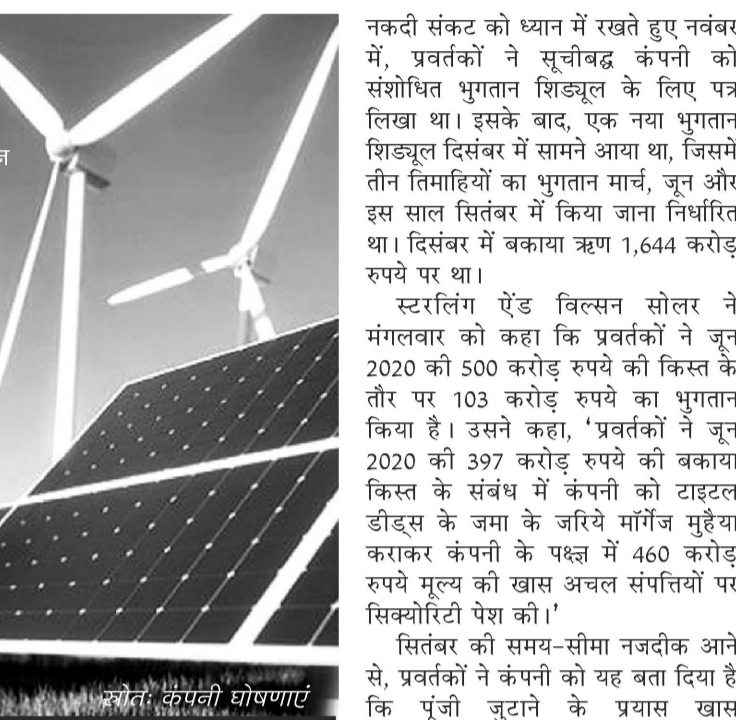 न
स्रोतः कंपनी घोषणाएं
नकदी संकट को ध्यान में रखते हुए नवंबर
में, प्रवर्तकों ने सूचीबद्ध कंपनी को
संशोधित भुगतान शिड्यूल के लिए पत्र
लिखा था। इसके बाद, एक नया भुगतान
शिड्यूल दिसंबर में सामने आया था, जिसमें
तीन तिमाहियों का भुगतान मार्च, जून और
इस साल सितंबर में किया जाना निर्धारित
था। दिसंबर में बकाया ऋण 1,644 करोड़
रुपये पर था।
स्टरलिंग ऐंड विल्सन सोलर ने
मंगलवार को कहा कि प्रवर्तकों ने जून
2020 की 500 करोड़ रुपये की किस्त के
तौर पर 103 करोड़ रुपये का भुगतान
किया है। उसने कहा, ‘प्रवर्तकों ने जून
2020 की 397 करोड़ रुपये की बकाया
किस्त के संबंध में कंपनी को टाइटल
डीड्स के जमा के जरिये मॉर्गेज मुहैया
कराकर कंपनी के पक्ष्ज्ञ में 460 करोड़
रुपये मूल्य की खास अचल संपत्तियों पर
सिक्योरिटी पेश की।’
सितंबर की समय-सीमा नजदीक आने
से, प्रवर्तकों ने कंपनी को यह बता दिया है
कि पूंजी जुटाने के प्रयास खास